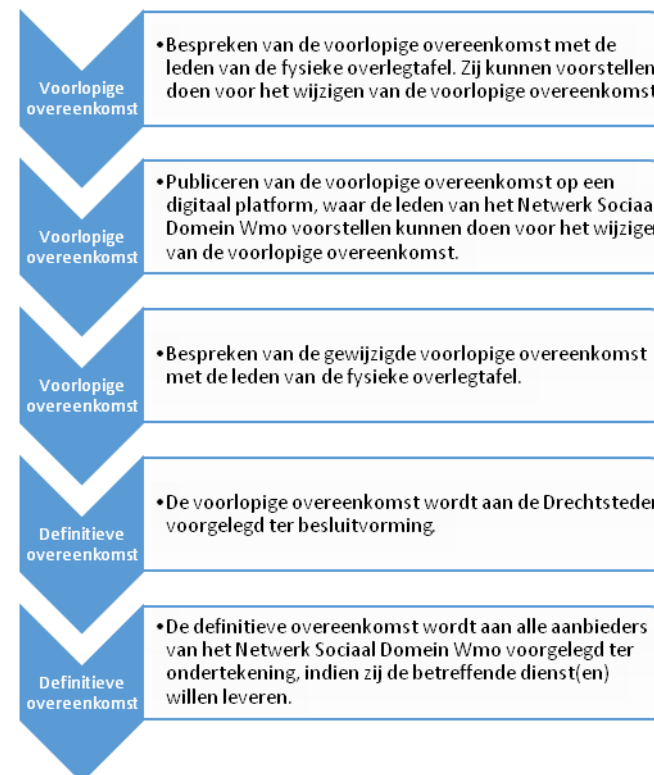 Voorlopige
overeenkomst
•Bespreken van de voorlopige overeenkomst met de
leden van de fysieke overlegtafel. Zij kunnen voorstellen
doen voor het wijzigen van de voorlopige overeenkomst
Voorlopige
overeenkomst
•Publiceren van de voorlopige overeenkomst op een
digitaal platform, waar de leden van het Netwerk Sociaa
Domein Wmo voorstellen kunnen doen voor het wijzigen
van de voorlopige overeenkomst.
Voorlopige
overeenkomst
•Bespreken van de gewijzigde voorlopige overeenkomst
met de leden van de fysieke overlegtafel.
Definitieve
overeenkomst
•De voorlopige overeenkomst wordt aan de Drechtsteden
voorgelegd ter besluitvorming.
Definitieve
overeenkomst
•De definitieve overeenkomst wordt aan alle aanbieders
van het Netwerk Sociaal Domein Wmo voorgelegd ter
ondertekening, indien zij de betreffende dienst(en)
willen leveren.